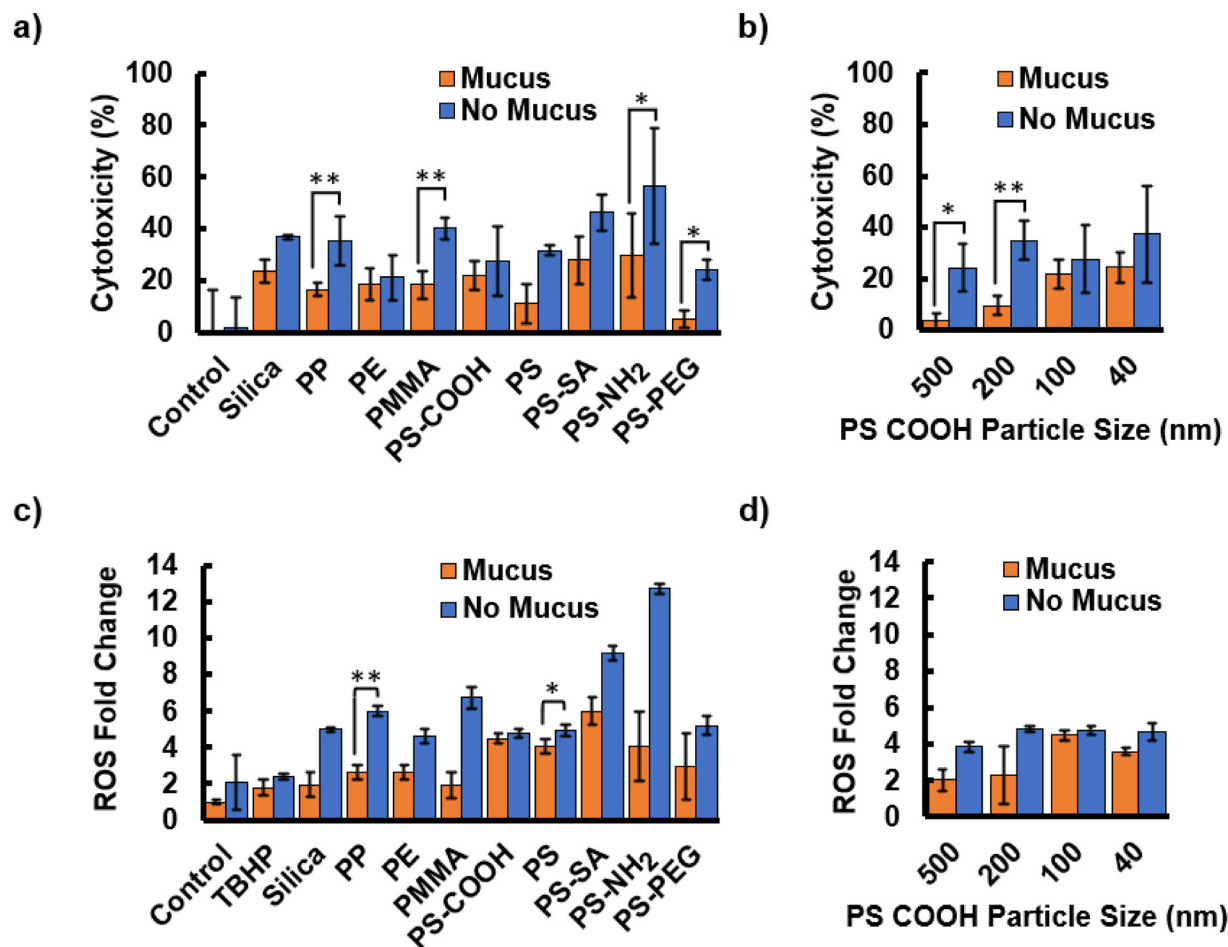 a)
Cytotoxicity (%)
100
80
60
40
20
0
Mucus
No Mucus
**
**
*
*
Control
Silica
PP
PE
PMMA
PS-COOH
PS
PS-SA
PS-NH₂
PS-PEG
b)
Cytotoxicity (%)
100
80
60
40
20
0
Mucus
No Mucus
*
**
500
200
100
40
PS COOH Particle Size (nm)
c)
ROS Fold Change
14
12
10
8
6
4
2
0
Mucus
No Mucus
**
*
Control
TBHP
Silica
PP
PE
PMMA
PS-COOH
PS
PS-SA
PS-NH₂
PS-PEG
d)
ROS Fold Change
14
12
10
8
6
4
2
0
Mucus
No Mucus
500
200
100
40
PS COOH Particle Size (nm)